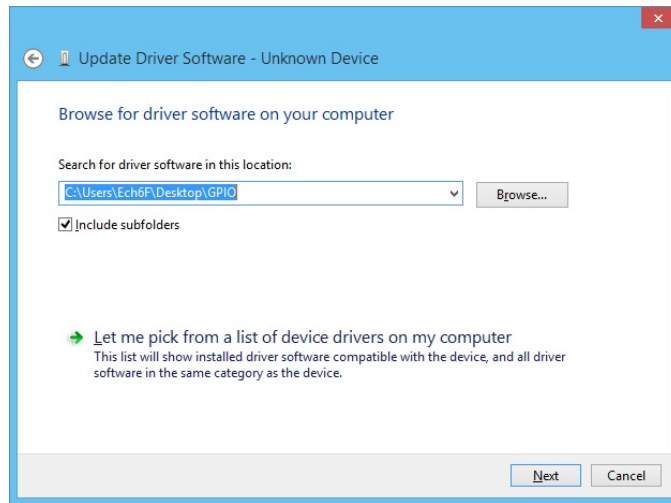 Update Driver Software - Unknown Device
Browse for driver software on your computer
Search for driver software in this location:
C:\Users\Ech6F\Desktop\GPIO
Browse...
Include subfolders
Let me pick from a list of device drivers on my computer
This list will show installed driver software compatible with the device, and all driver
software in the same category as the device.
Next
Cancel